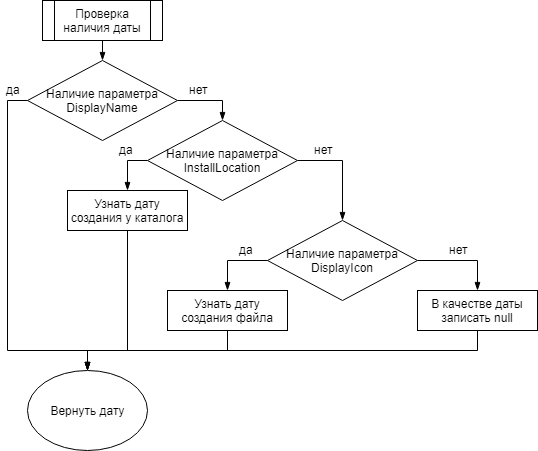 Проверка
наличия даты
да
Наличие параметра
DisplayName
нет
да
Наличие параметра
InstallLocation
нет
Узнать дату
создания у каталога
да
Наличие параметра
DisplayIcon
нет
Узнать дату
создания файла
В качестве даты
записать null
Вернуть дату